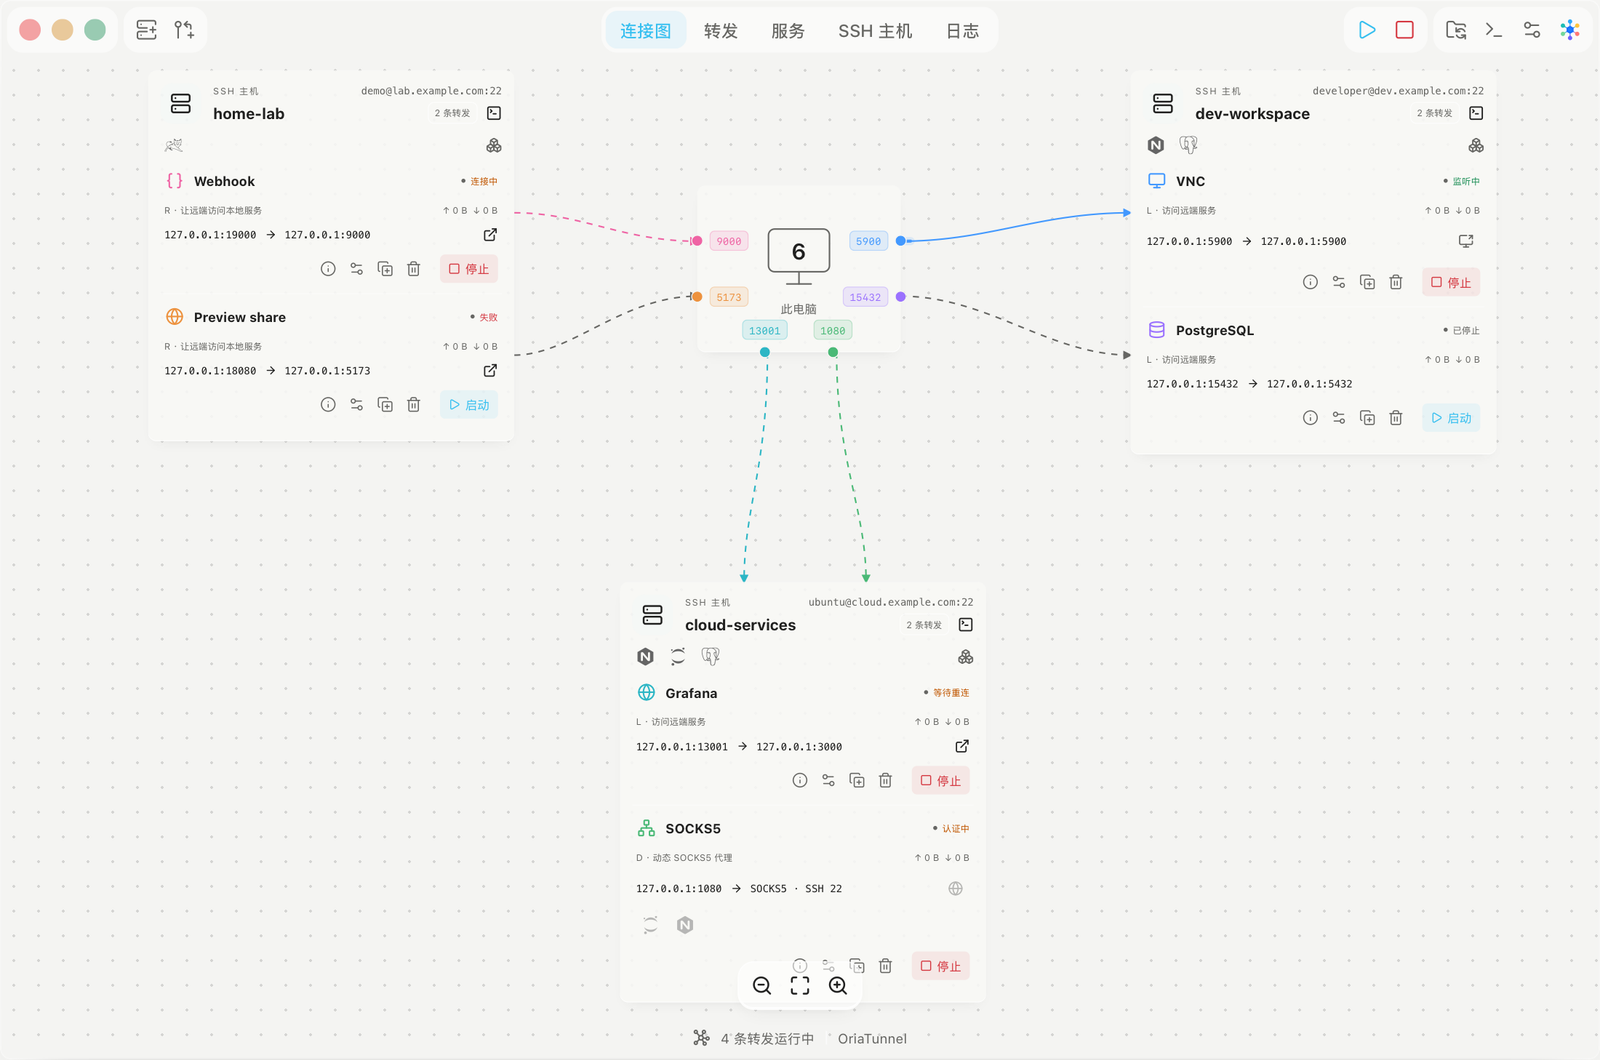 连接图 转发 服务 SSH 主机 日志
SSH 主机 demo@lab.example.com:22
home-lab 2 条转发
Webhook 连接中
R · 让远端访问本地服务 ↑ 0 B ↓ 0 B
127.0.0.1:19000 → 127.0.0.1:9000
停止
Preview share 失败
R · 让远端访问本地服务 ↑ 0 B ↓ 0 B
127.0.0.1:18080 → 127.0.0.1:5173
启动
9000 6 5900
5173 15432
此电脑
13001 1080
SSH 主机 developer@dev.example.com:22
dev-workspace 2 条转发
VNC 监听中
L · 访问远端服务 ↑ 0 B ↓ 0 B
127.0.0.1:5900 → 127.0.0.1:5900
停止
PostgreSQL 已停止
L · 访问远端服务 ↑ 0 B ↓ 0 B
127.0.0.1:15432 → 127.0.0.1:5432
启动
SSH 主机 ubuntu@cloud.example.com:22
cloud-services 2 条转发
Grafana 等待重连
L · 访问远端服务 ↑ 0 B ↓ 0 B
127.0.0.1:13001 → 127.0.0.1:3000
停止
SOCKS5 认证中
D · 动态 SOCKS5 代理 ↑ 0 B ↓ 0 B
127.0.0.1:1080 → SOCKS5 · SSH 22
停止
4 条转发运行中 OriaTunnel